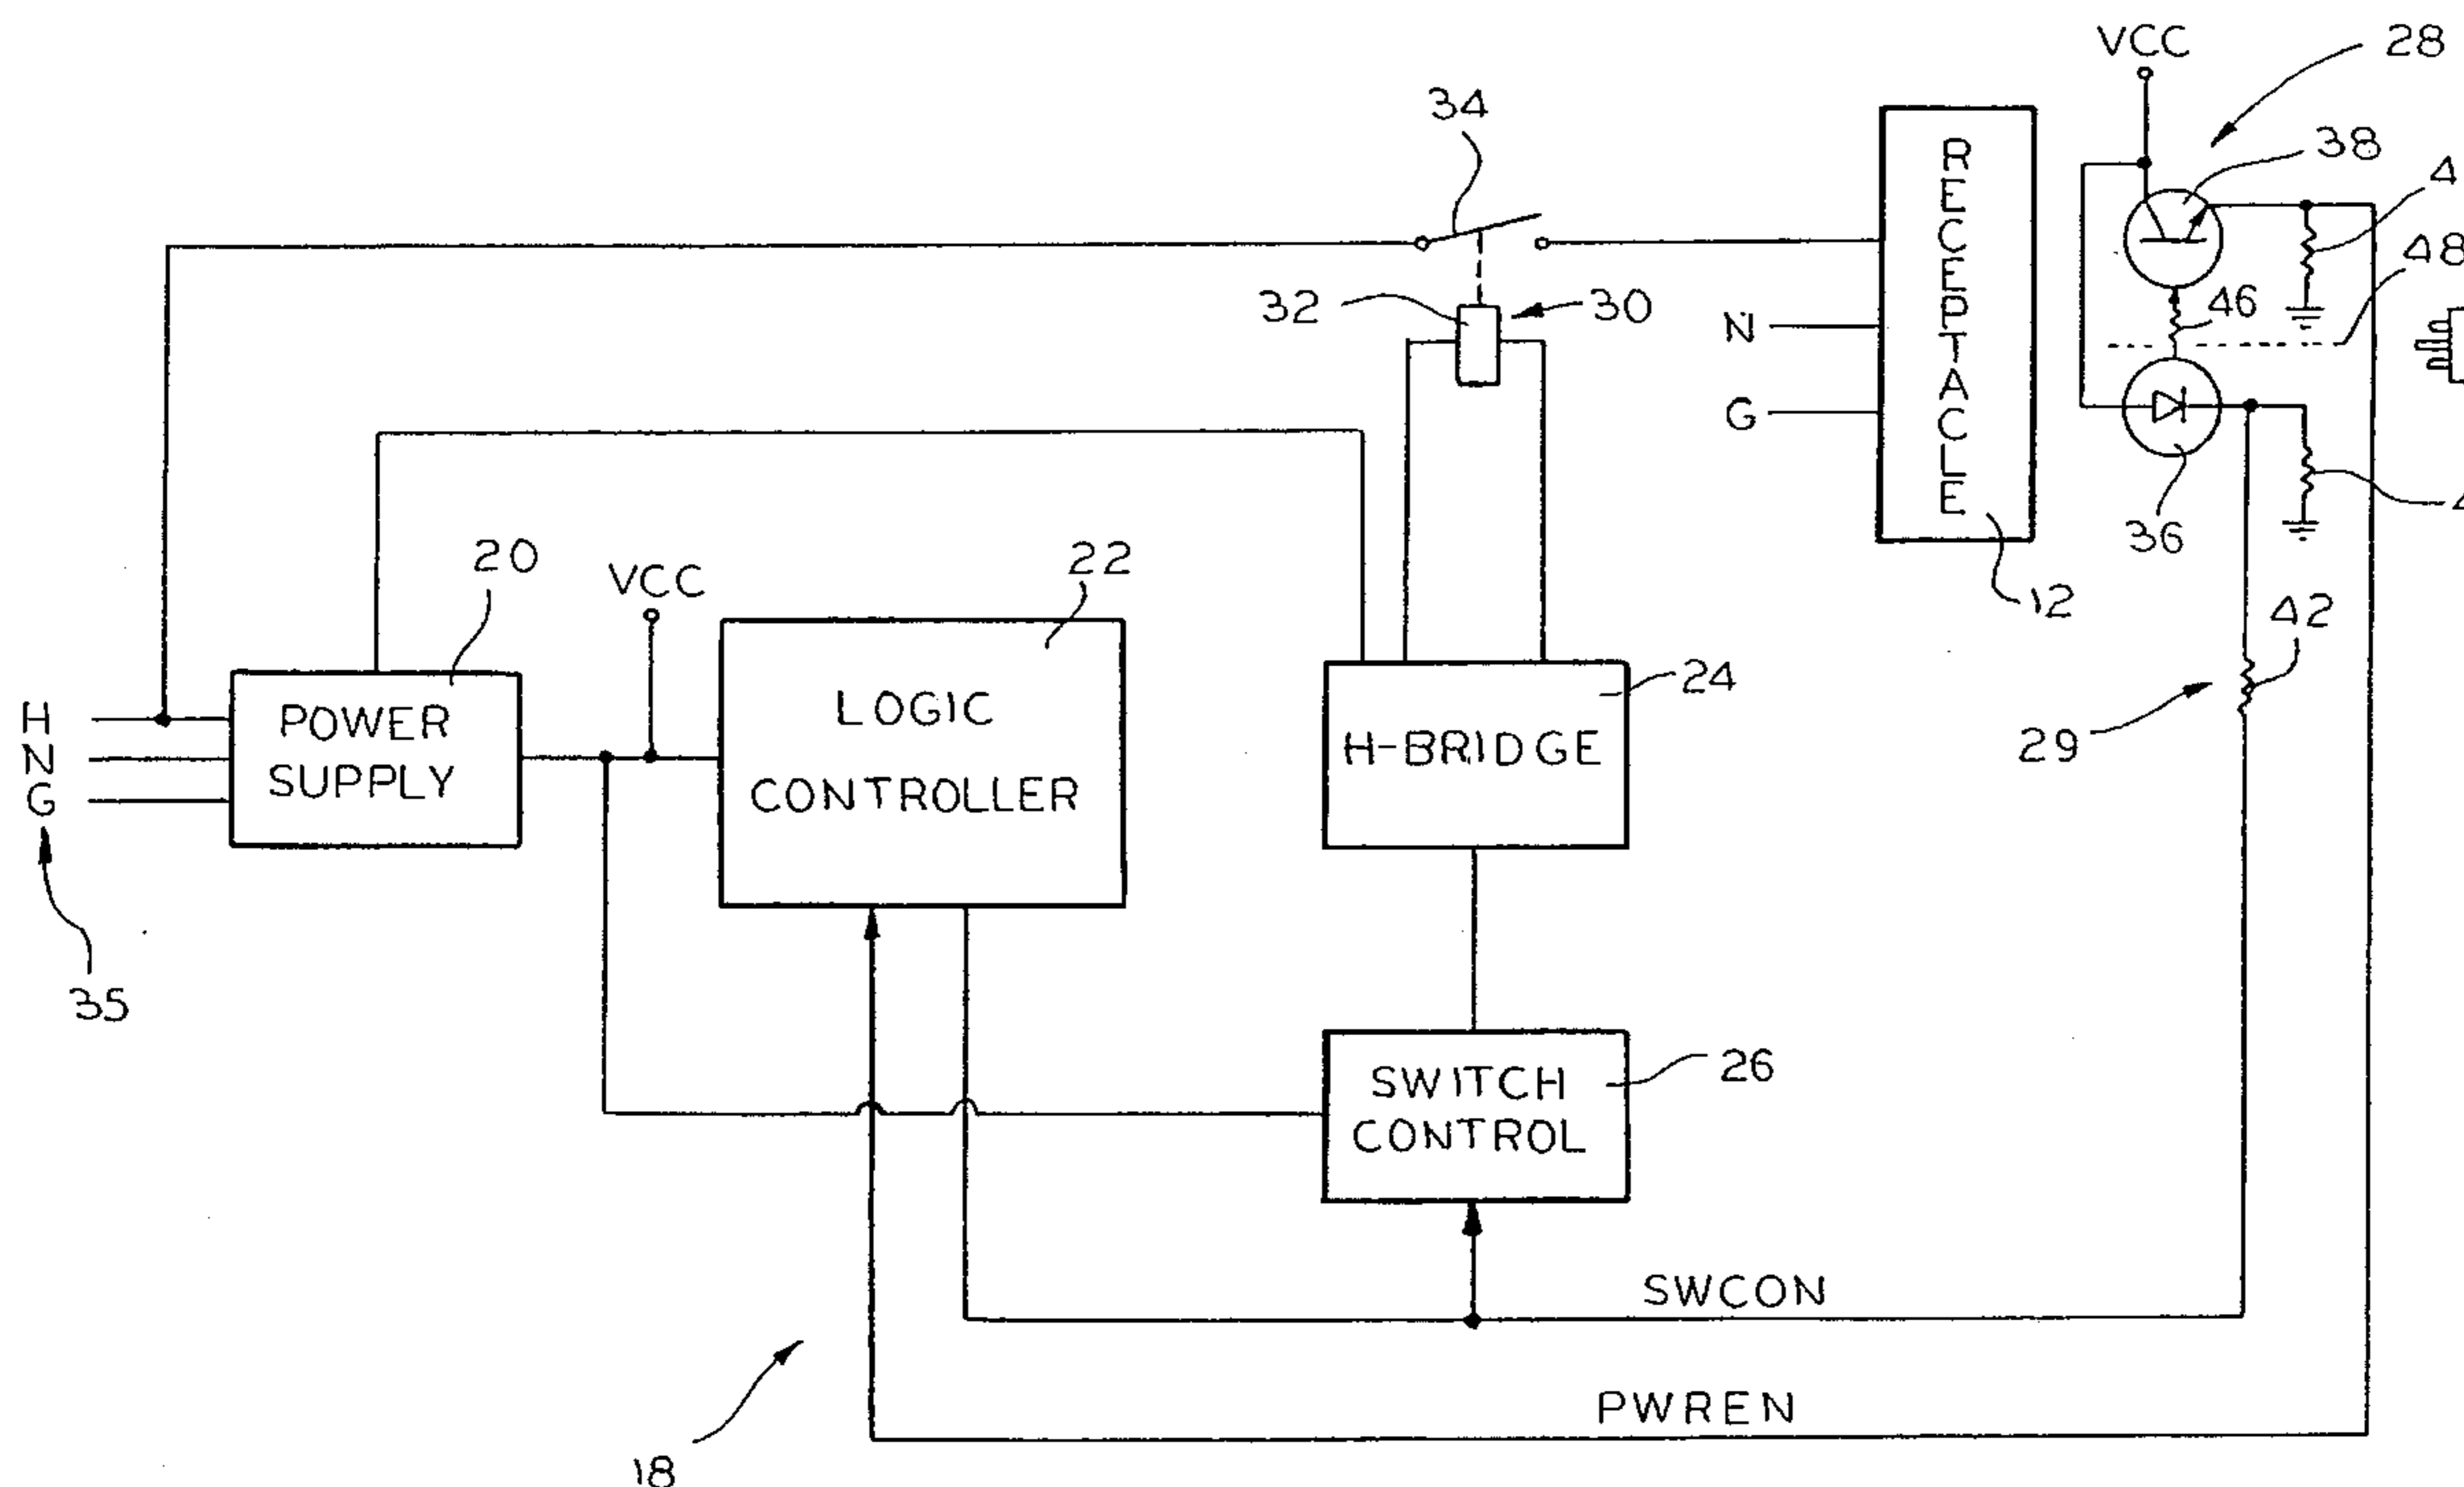 VCC
28
34
38
48
46
32
30
N
G
RECEPTACLE
36
12
20
VCC
22
42
24
29
H
N
G
POWER
SUPPLY
LOGIC
CONTROLLER
H-BRIDGE
35
26
SWITCH
CONTROL
SWCON
PWREN
18